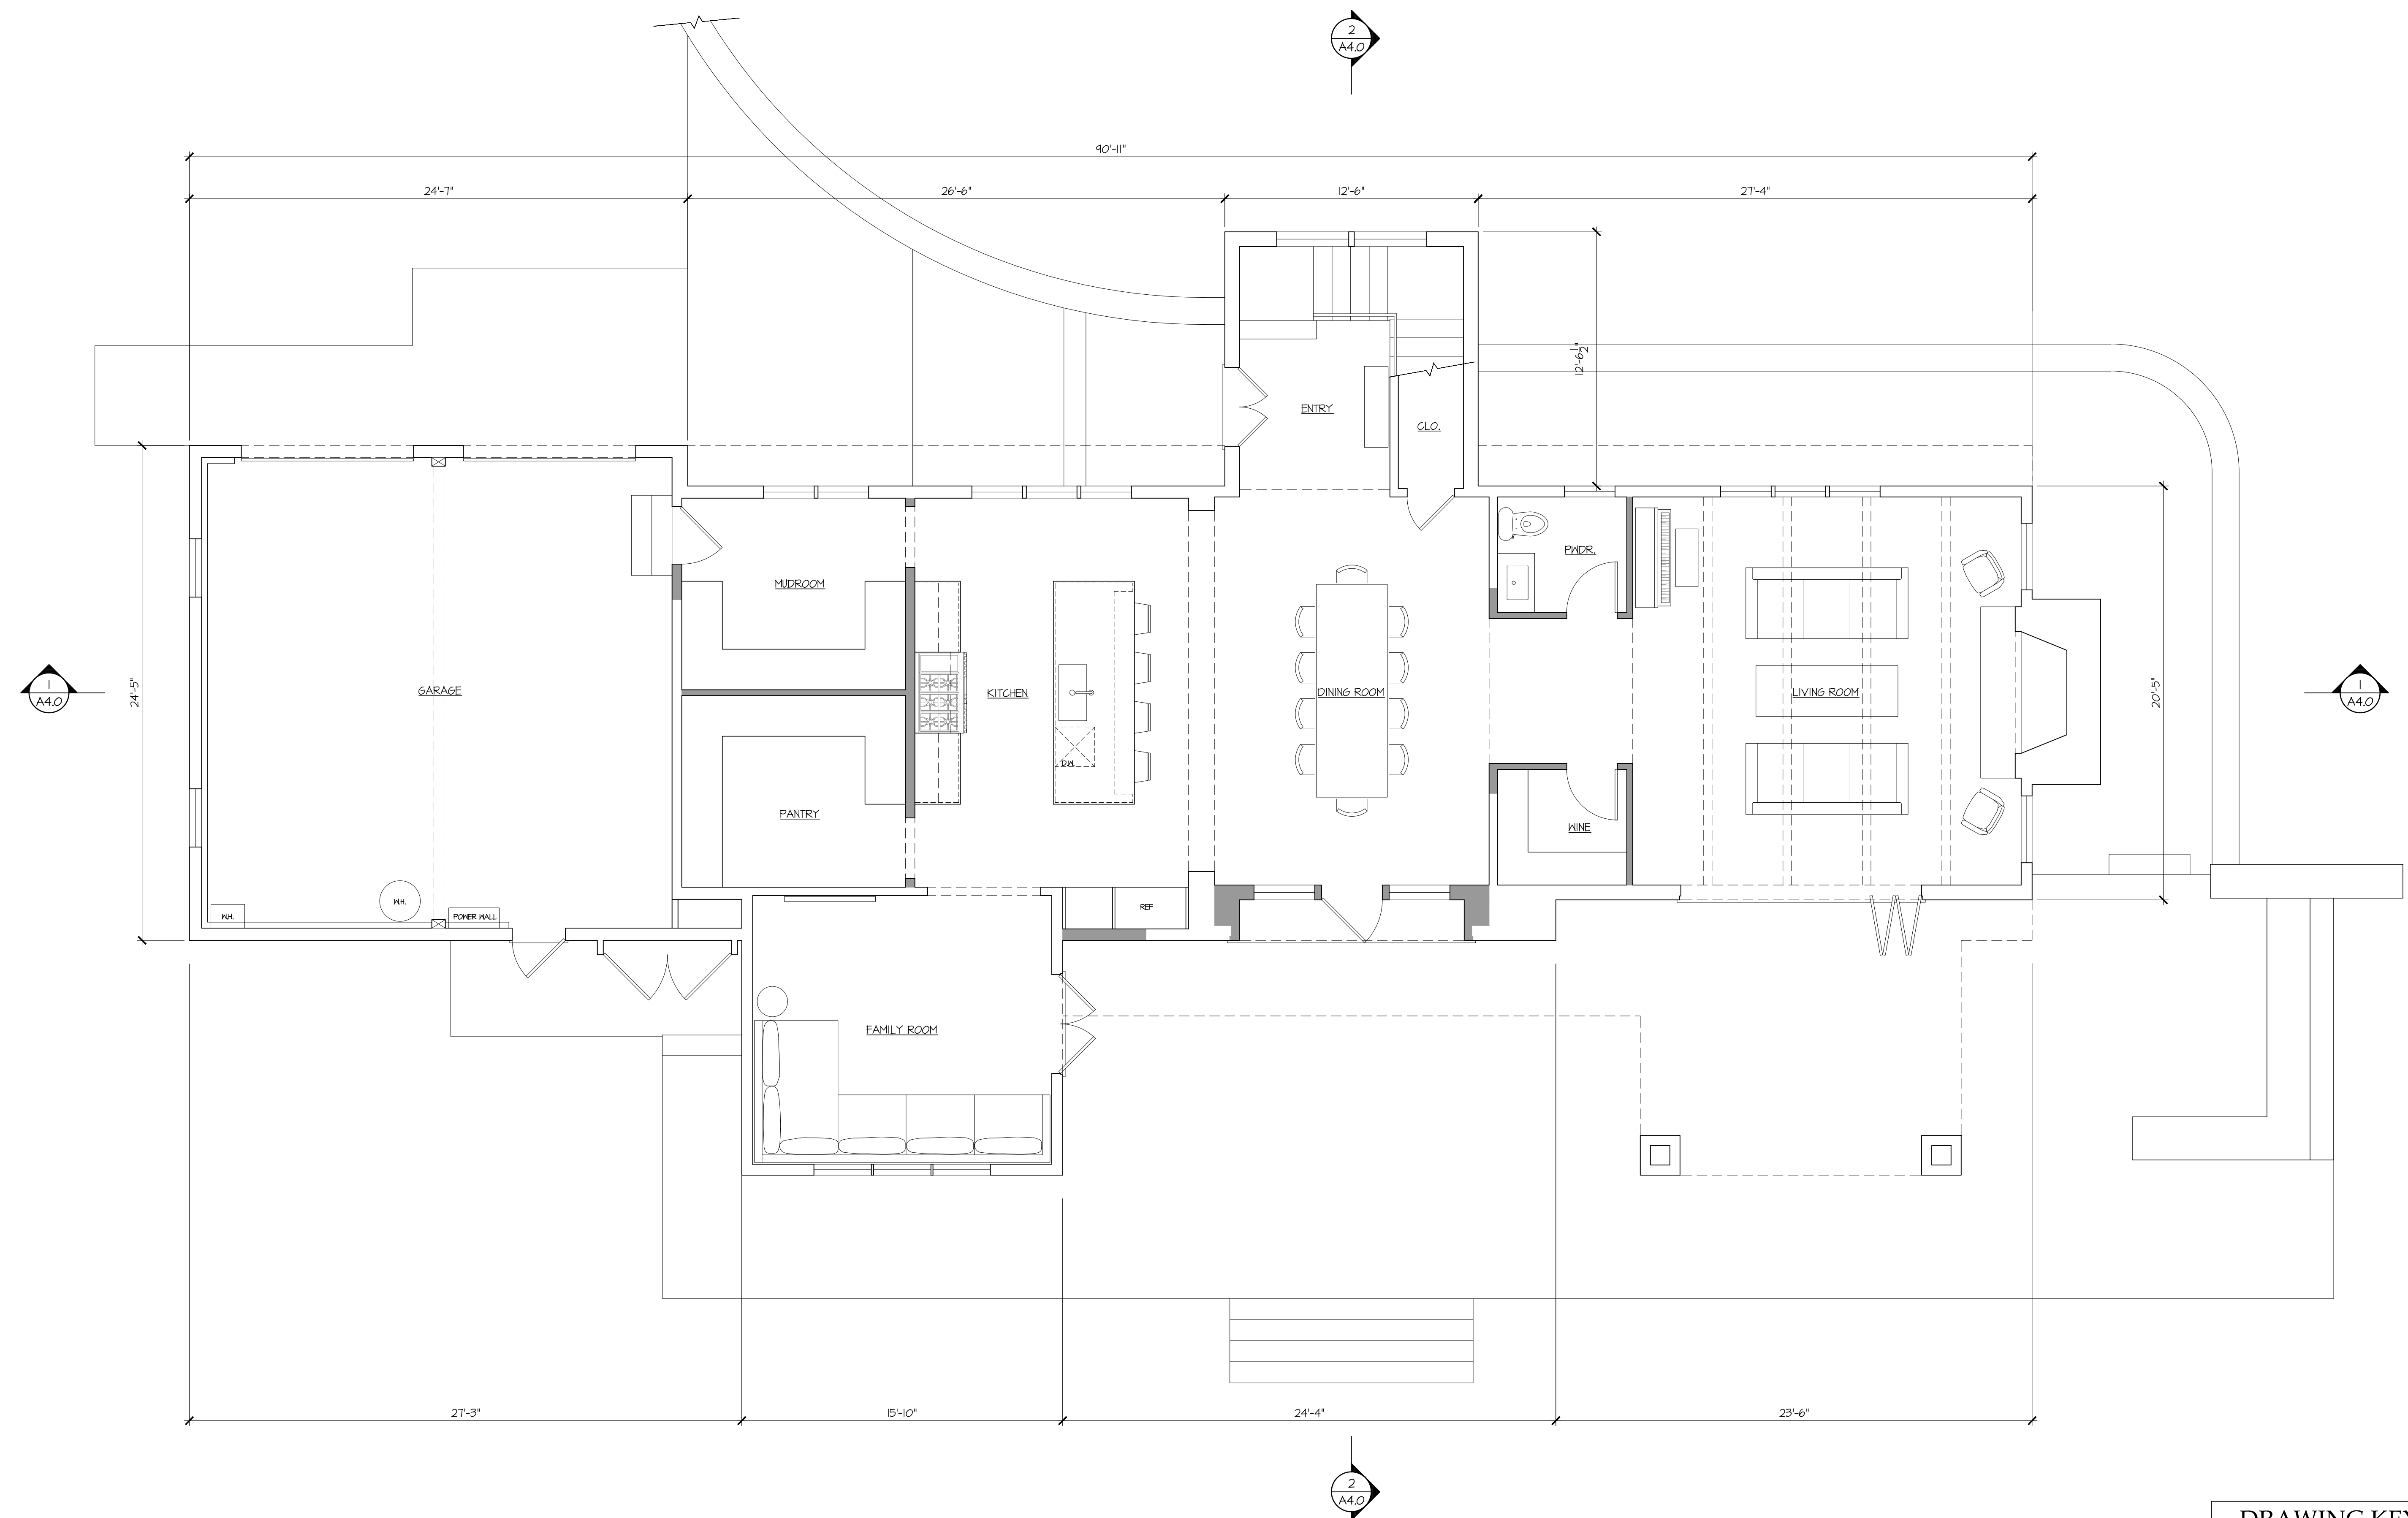 2
A4.0
90'-11"
24'-7"
26'-6"
12'-6"
27'-4"
12'-6 1/2"
ENTRY
CLO.
PWDR.
MUDROOM
24'-5"
1
A4.0
GARAGE
KITCHEN
DINING ROOM
LIVING ROOM
20'-5"
1
A4.0
D.W.
PANTRY
WINE
W.H.
W.H.
POWER WALL
REF
FAMILY ROOM
27'-3"
15'-10"
24'-4"
23'-6"
2
A4.0
DRAWING KEY